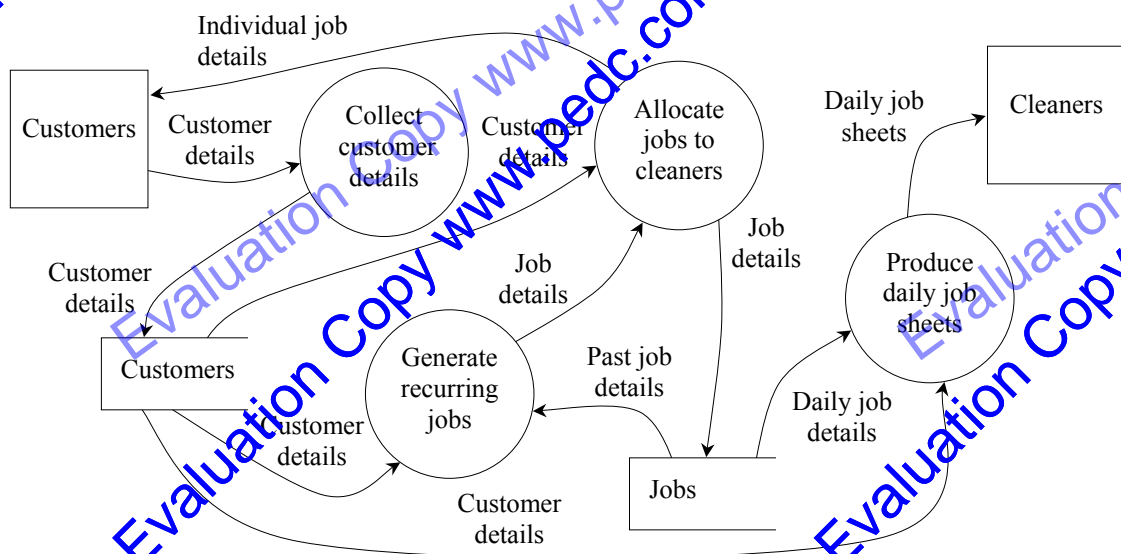 Individual job
details
Customers
Customer
details
Collect
customer
details
Customer
details
Allocate
jobs to
cleaners
Daily job
sheets
Cleaners
Customer
details
Job
details
Job
details
Produce
daily job
sheets
Customers
Generate
recurring
jobs
Past job
details
Daily job
details
Customer
details
Jobs
Customer
details
Evaluation Copy www.pedc.com
Evaluation Copy www.p
Evaluation Copy
Evaluation